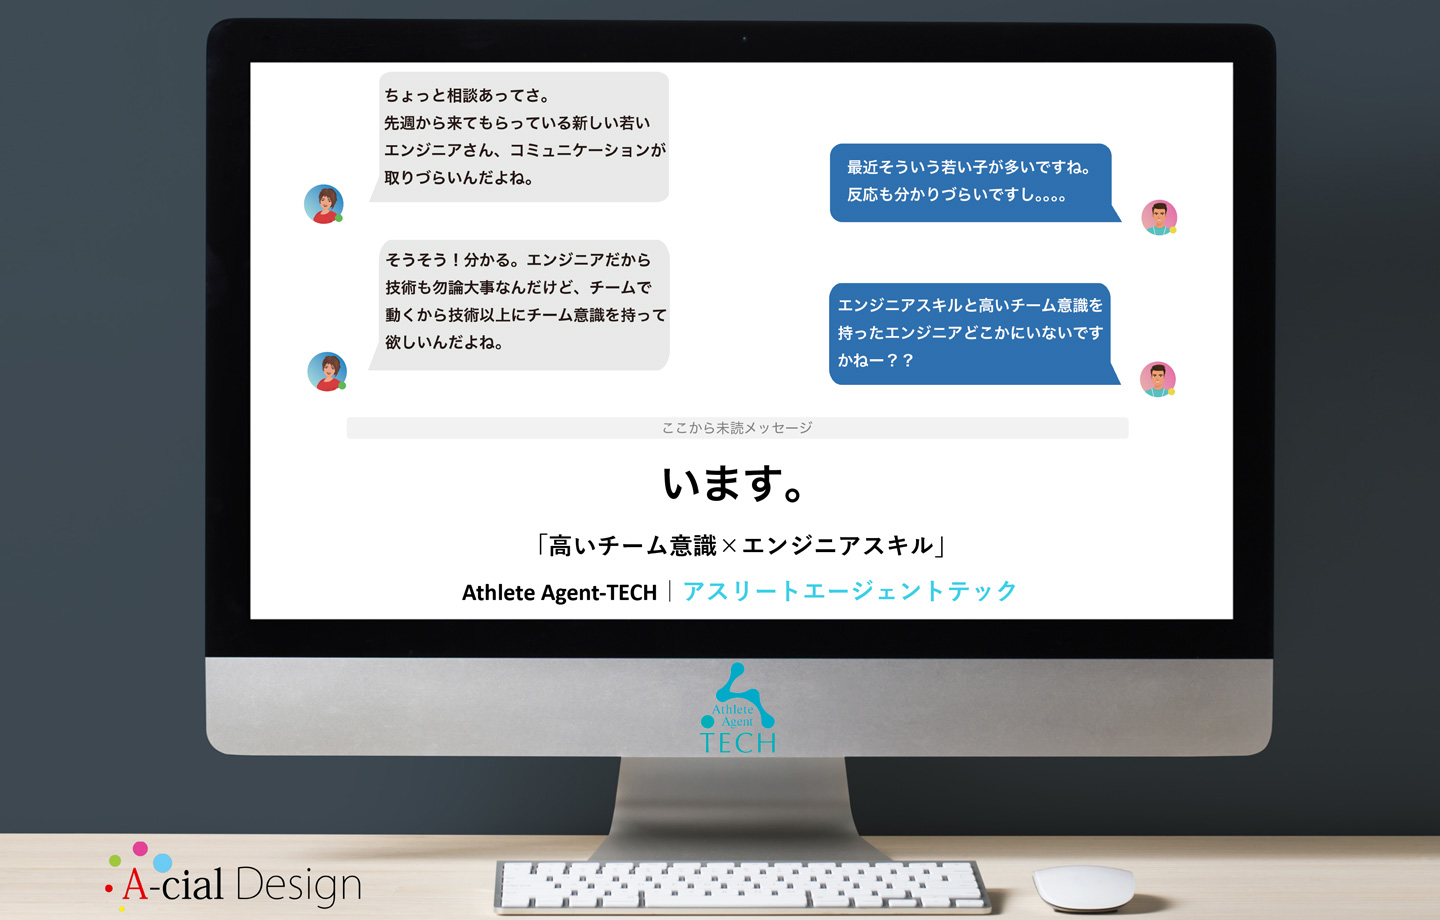 ちょっと相談あってさ。
先週から来てもらっている新しい若い
エンジニアさん、コミュニケーションが
取りづらいんだよね。
最近そういう若い子が多いですね。
反応も分かりづらいですし。。。。
そうそう！分かる。エンジニアだから
技術も勿論大事なんだけど、チームで
動くから技術以上にチーム意識を持って
欲しいんだよね。
エンジニアスキルと高いチーム意識を
持ったエンジニアどこかにいないです
かねー？？
ここから未読メッセージ
います。
「高いチーム意識×エンジニアスキル」
Athlete Agent-TECH｜アスリートエージェントテック
Athlete
Agent
TECH
A-cial Design